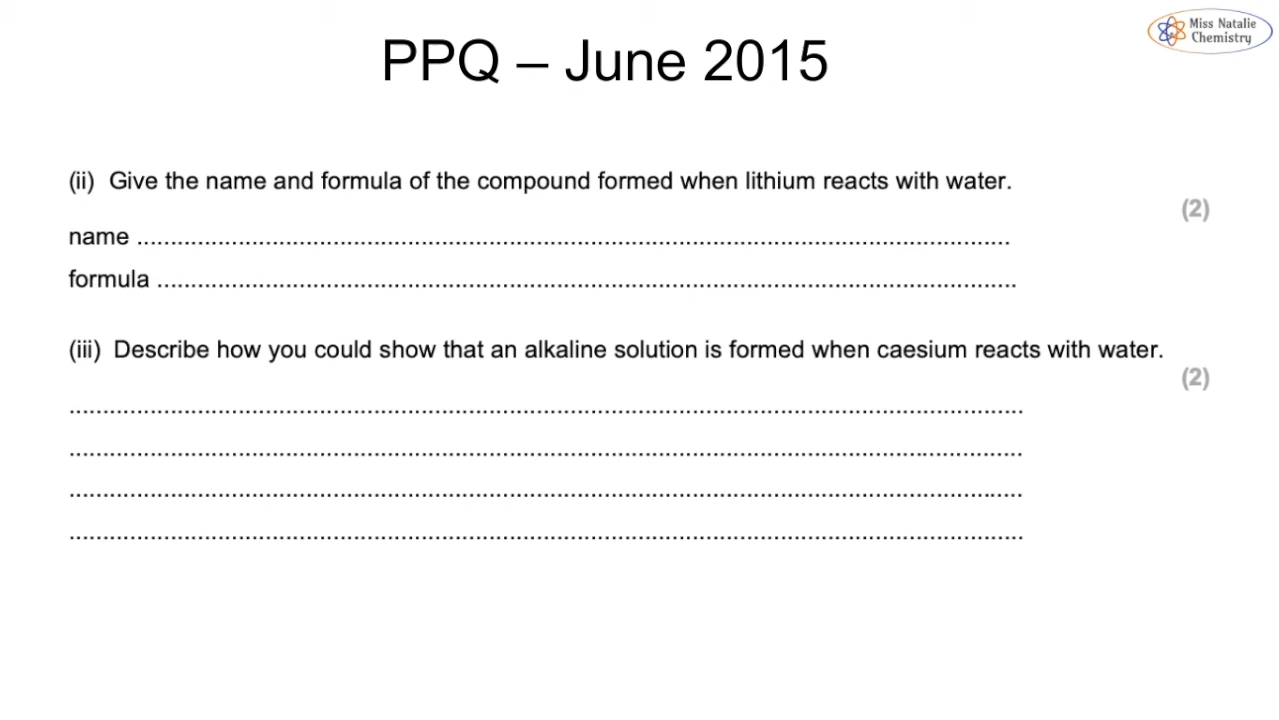 Miss Natalie
Chemistry
PPQ – June 2015
(ii) Give the name and formula of the compound formed when lithium reacts with water.
(2)
name ....................................................................................................................................
formula ..................................................................................................................................
(iii) Describe how you could show that an alkaline solution is formed when caesium reacts with water.
(2)
................................................................................................................................................
................................................................................................................................................
................................................................................................................................................
................................................................................................................................................